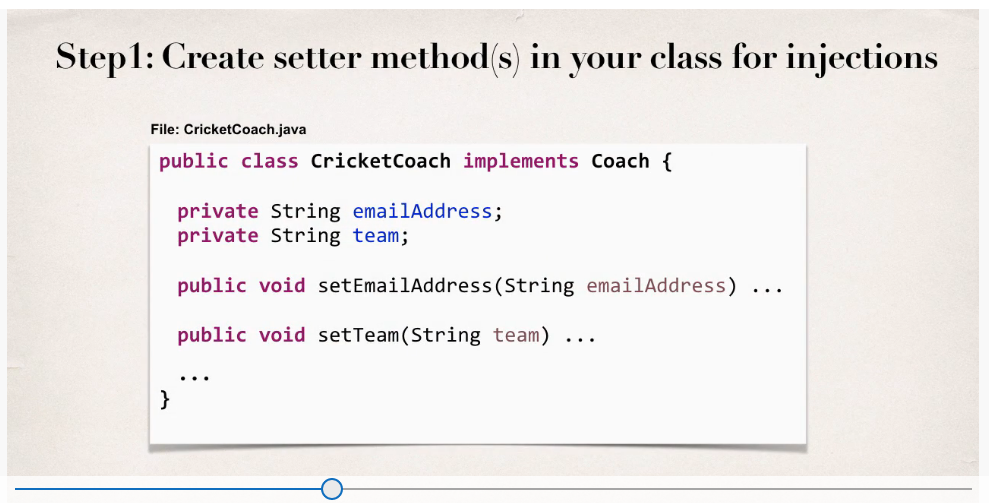 Step1: Create setter method(s) in your class for injections
File: CricketCoach.java
public class CricketCoach implements Coach {
private String emailAddress;
private String team;
public void setEmailAddress(String emailAddress) ...
public void setTeam(String team) ...
...
}